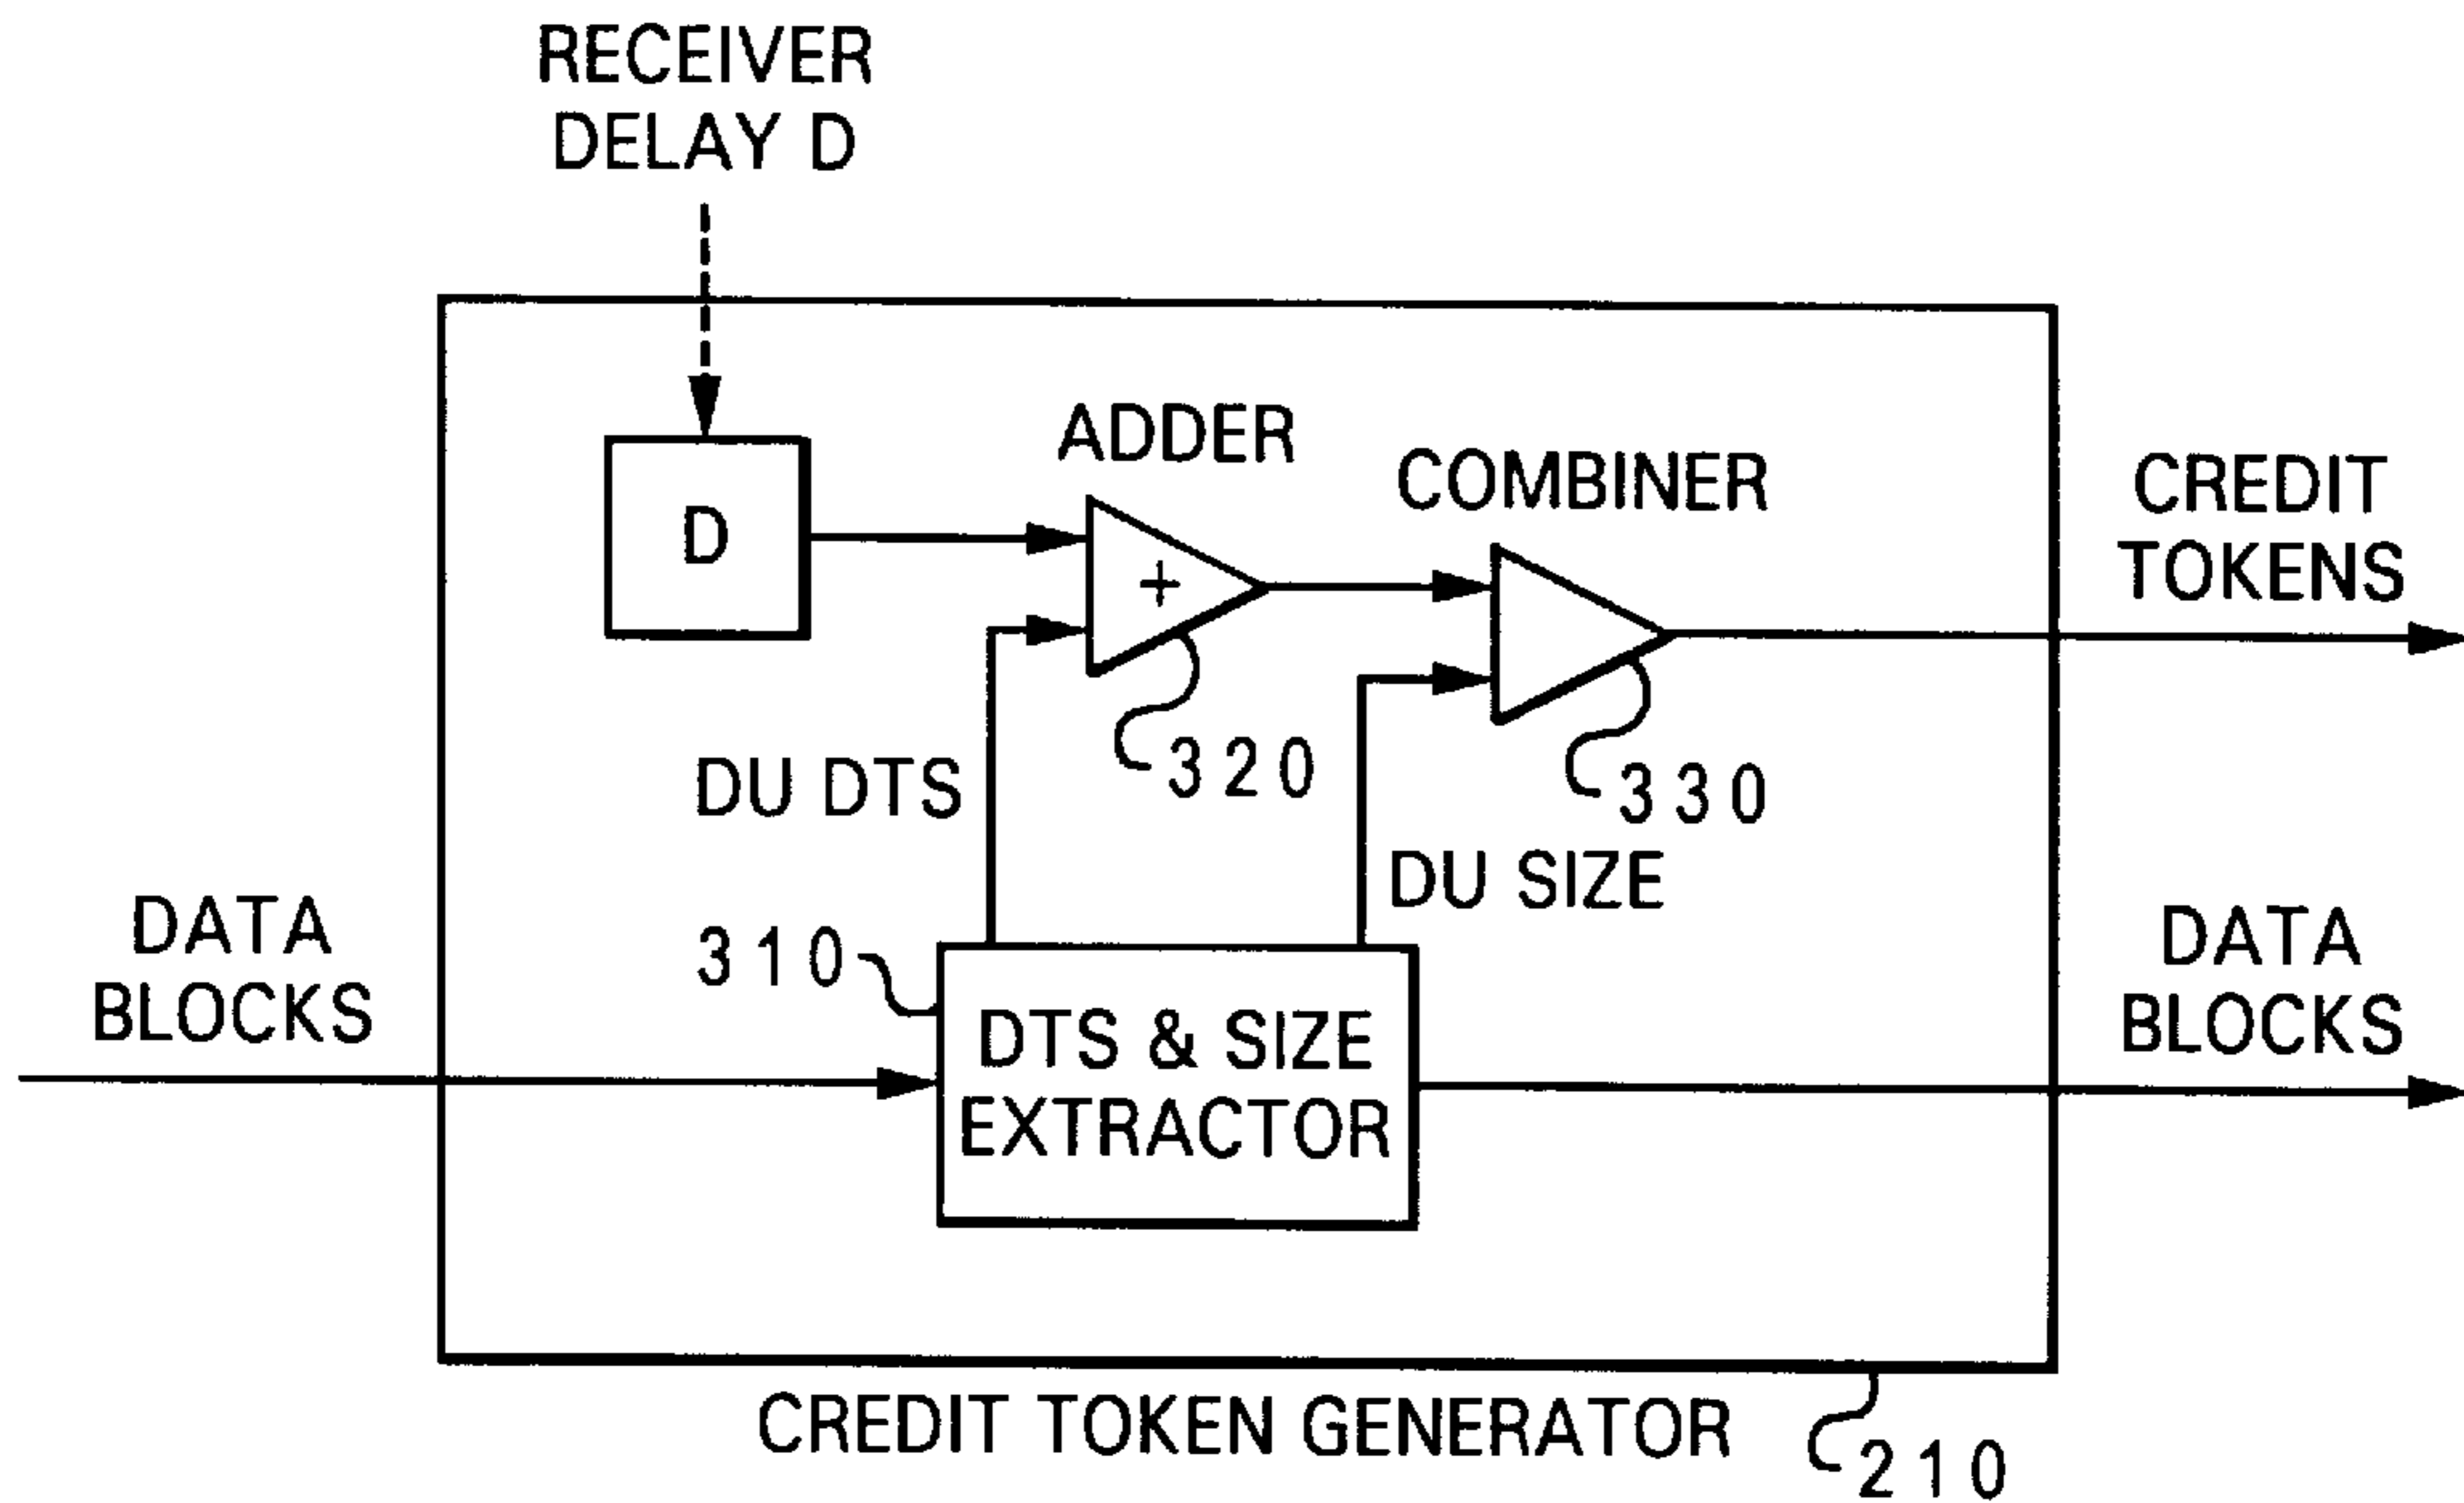 RECEIVER
DELAY D
D
ADDER
+
COMBINER
CREDIT
TOKENS
320
330
DU DTS
DU SIZE
DATA
BLOCKS
310
DTS & SIZE
EXTRACTOR
DATA
BLOCKS
CREDIT TOKEN GENERATOR
210